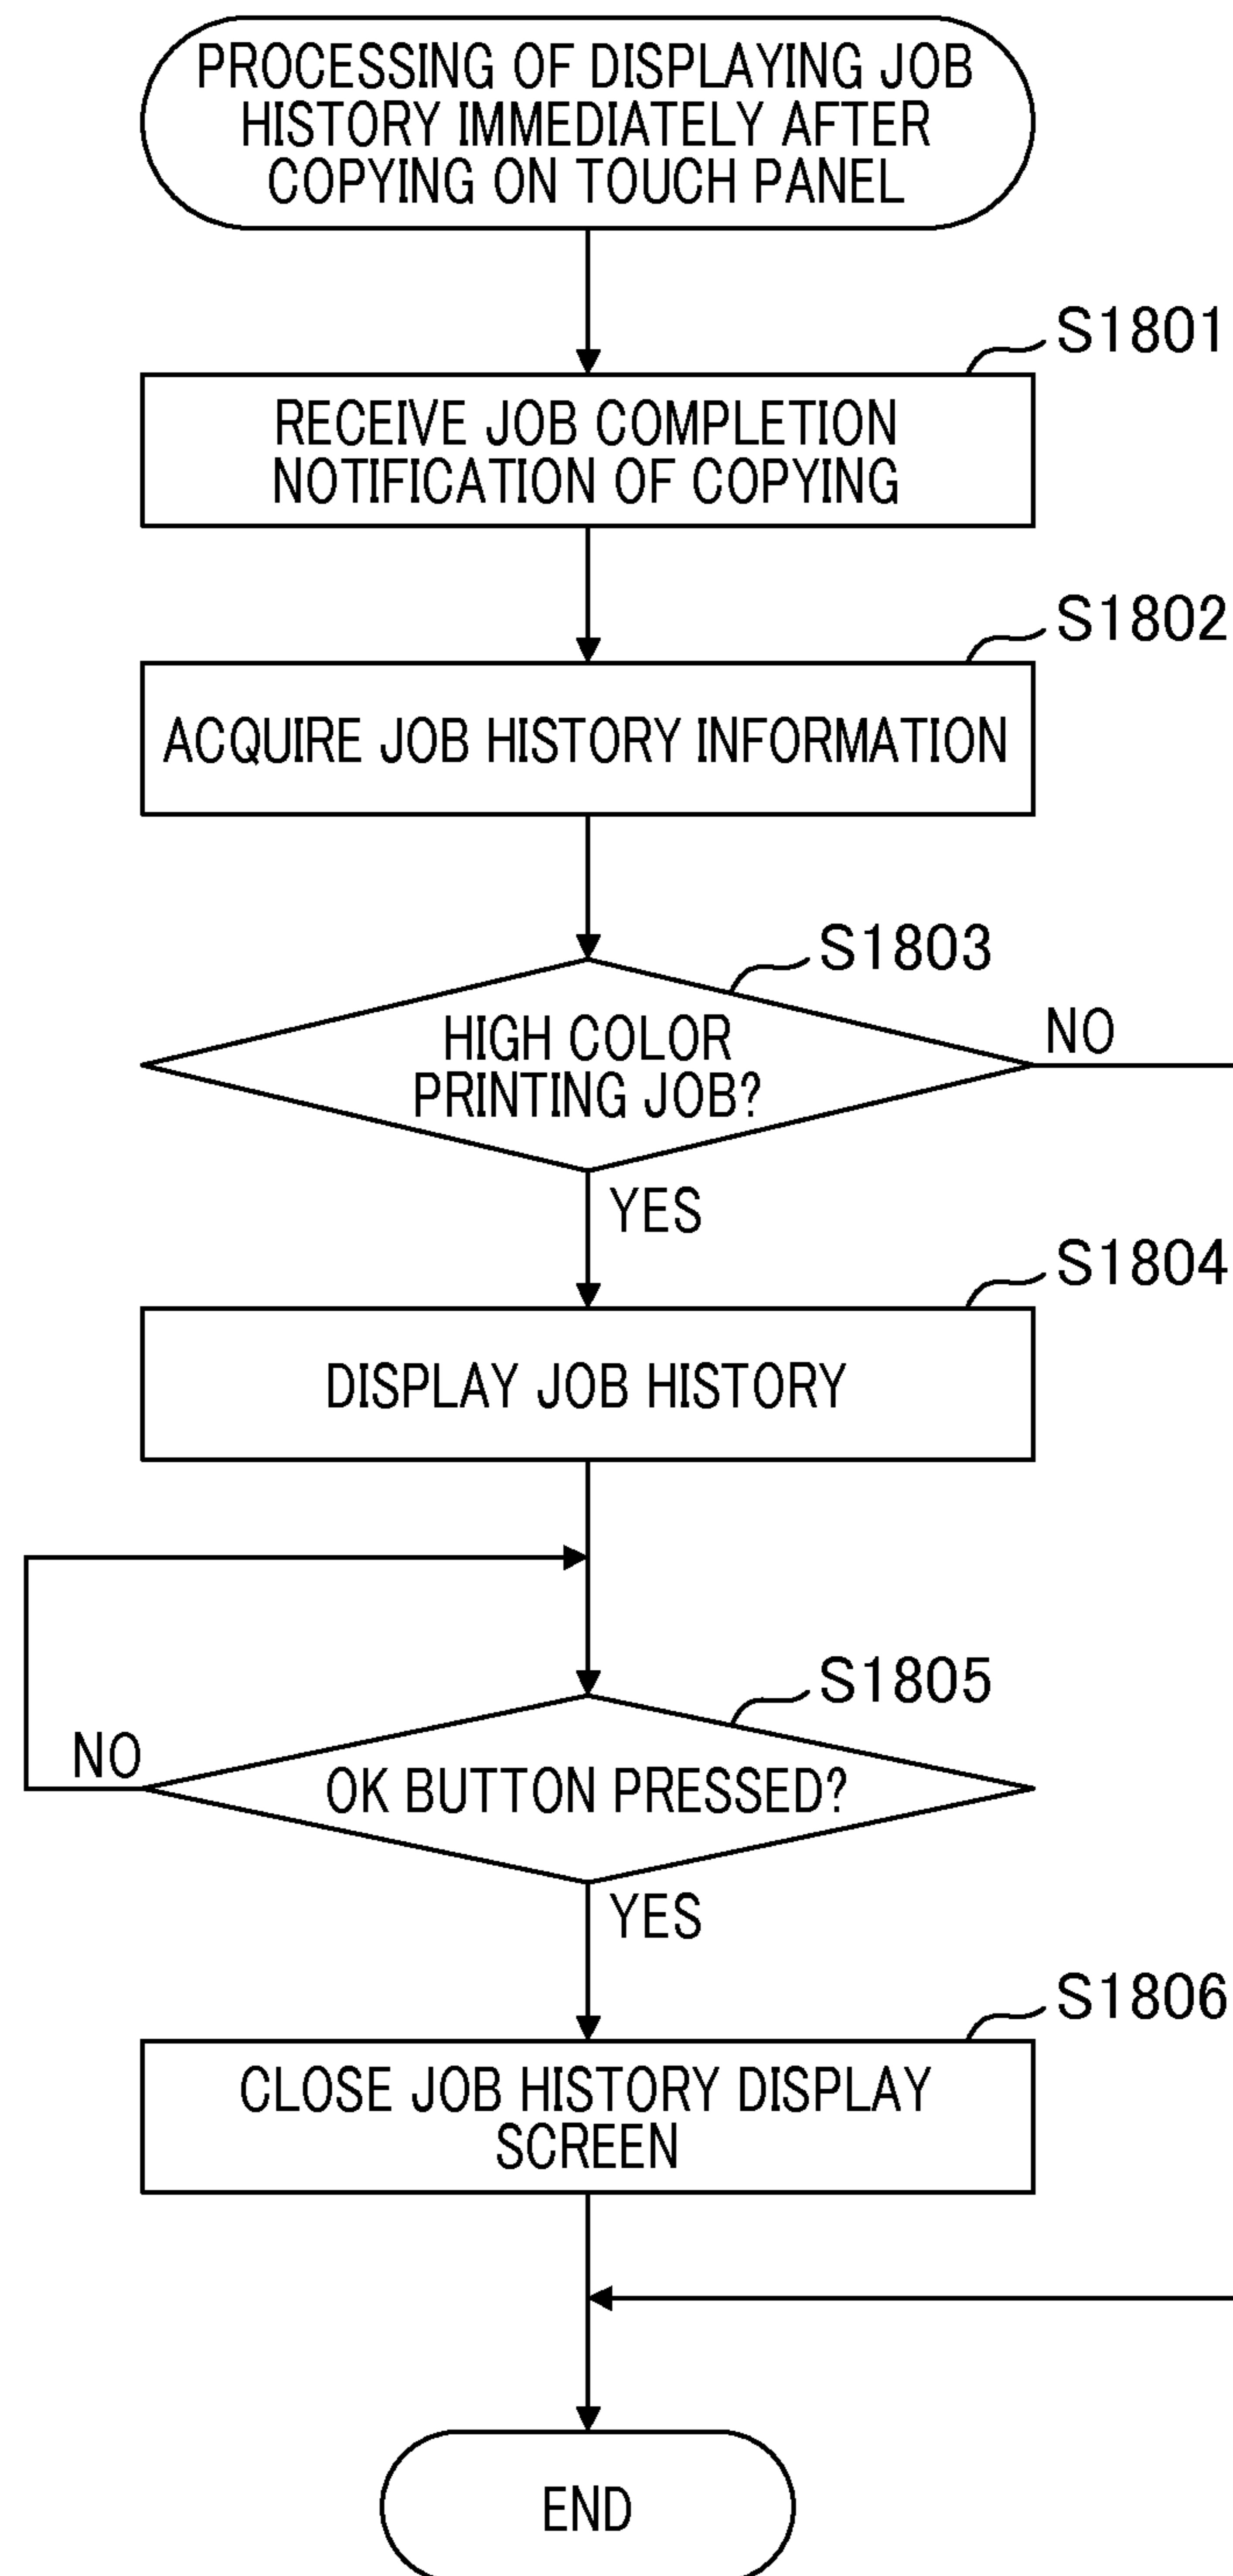 PROCESSING OF DISPLAYING JOB
HISTORY IMMEDIATELY AFTER
COPYING ON TOUCH PANEL
S1801
RECEIVE JOB COMPLETION
NOTIFICATION OF COPYING
S1802
ACQUIRE JOB HISTORY INFORMATION
S1803
HIGH COLOR
PRINTING JOB?
NO
YES
S1804
DISPLAY JOB HISTORY
S1805
OK BUTTON PRESSED?
NO
YES
S1806
CLOSE JOB HISTORY DISPLAY
SCREEN
END